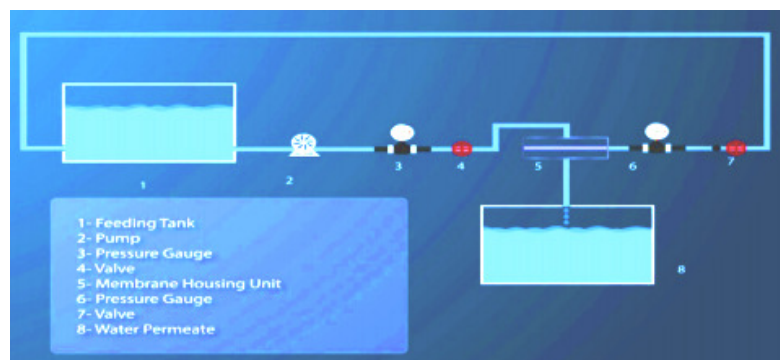 3
4
5
6
7
1
2
8
1- Feeding Tank
2- Pump
3- Pressure Gauge
4- Valve
5- Membrane Housing Unit
6- Pressure Gauge
7- Valve
8- Water Permeate